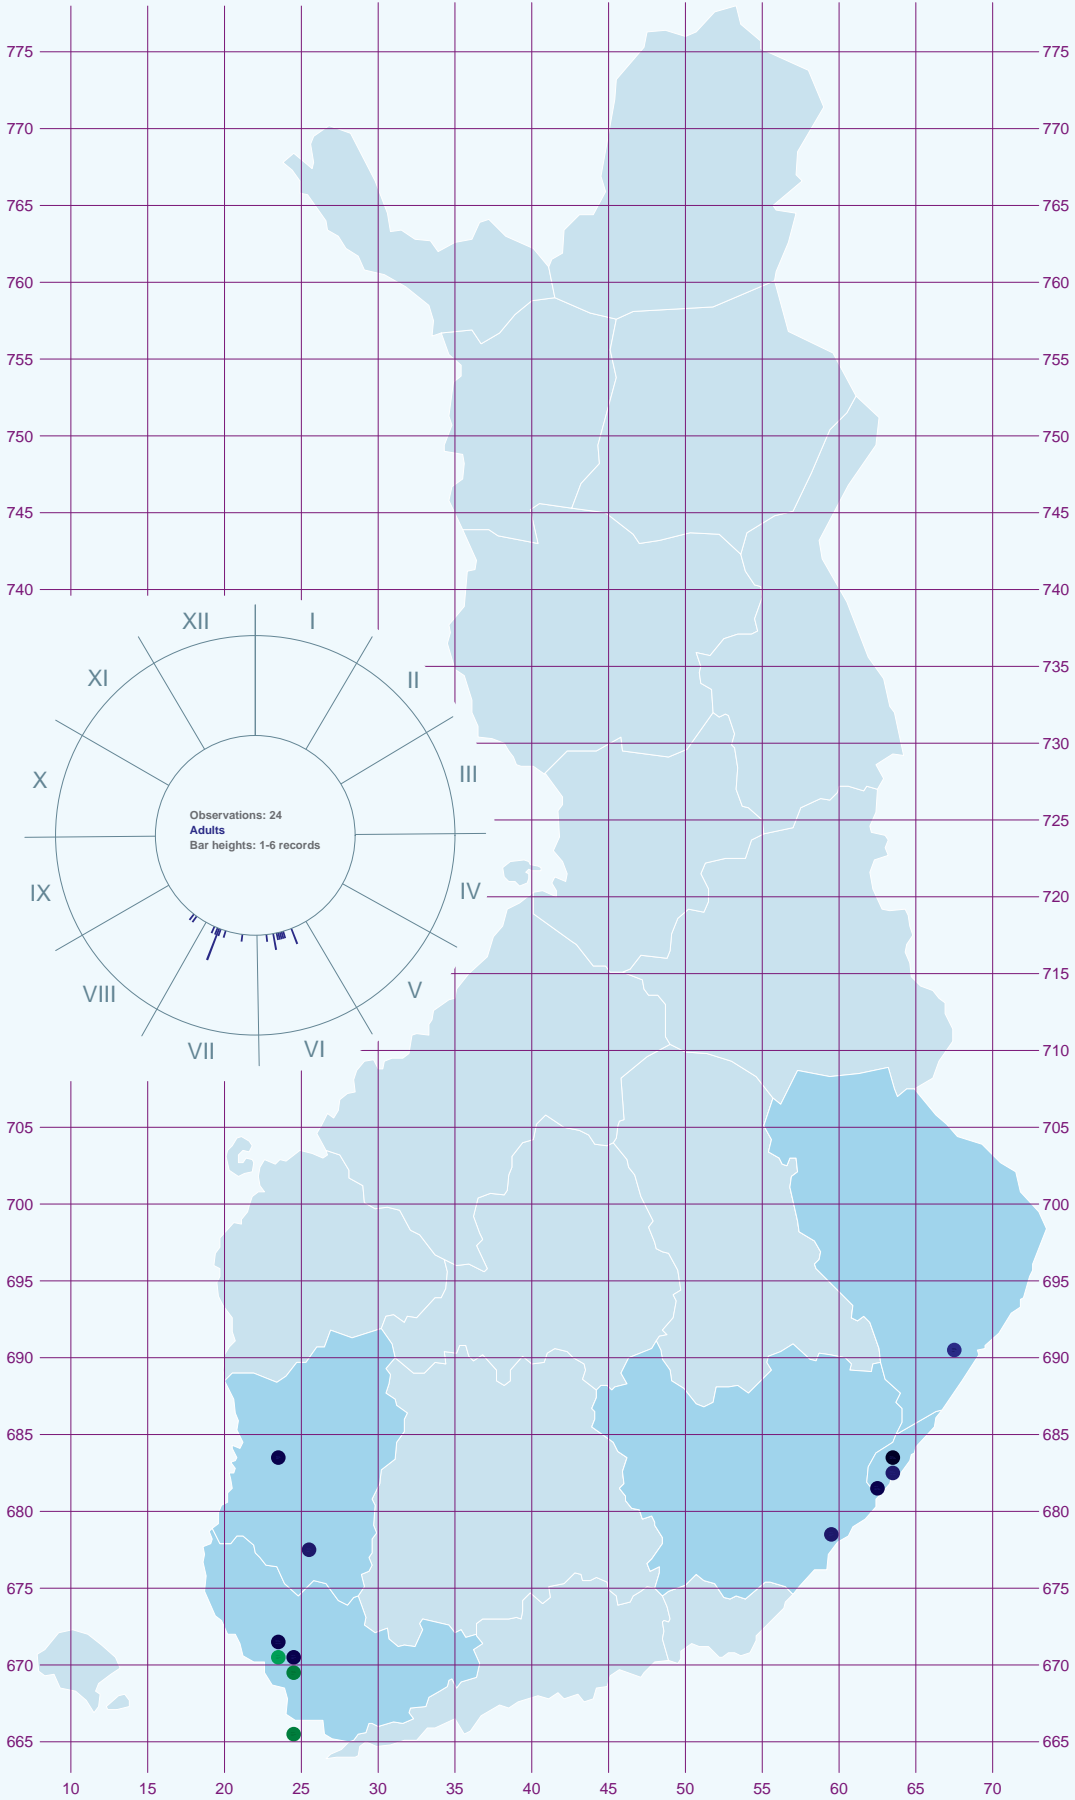 775 775
770 770
765 765
760 760
755 755
750 750
745 745
740 740
XII I
XI II
735
730
X III
725
Observations: 24
Adults
Bar heights: 1-6 records
IX IV
720
VIII V
715
VII VI
710
705 705
700 700
695 695
690 690
685 685
680 680
675 675
670 670
665 665
10 15 20 25 30 35 40 45 50 55 60 65 70